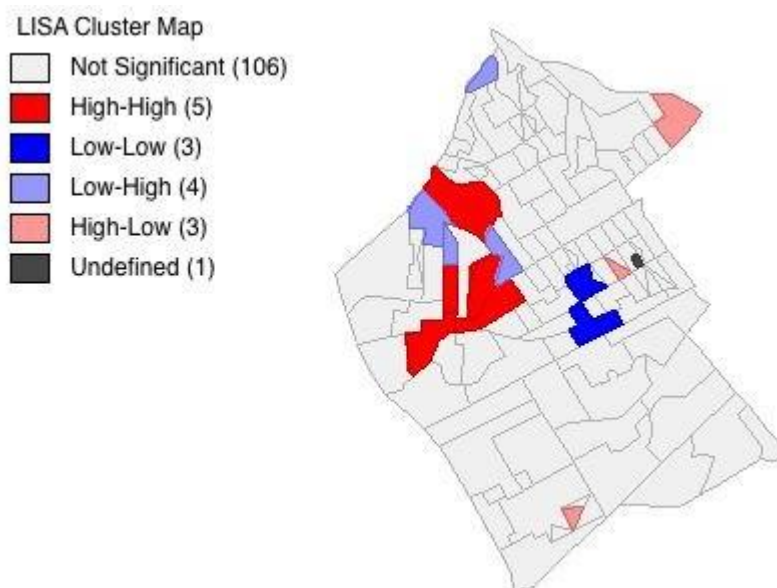 LISA Cluster Map
Not Significant (106)
High-High (5)
Low-Low (3)
Low-High (4)
High-Low (3)
Undefined (1)